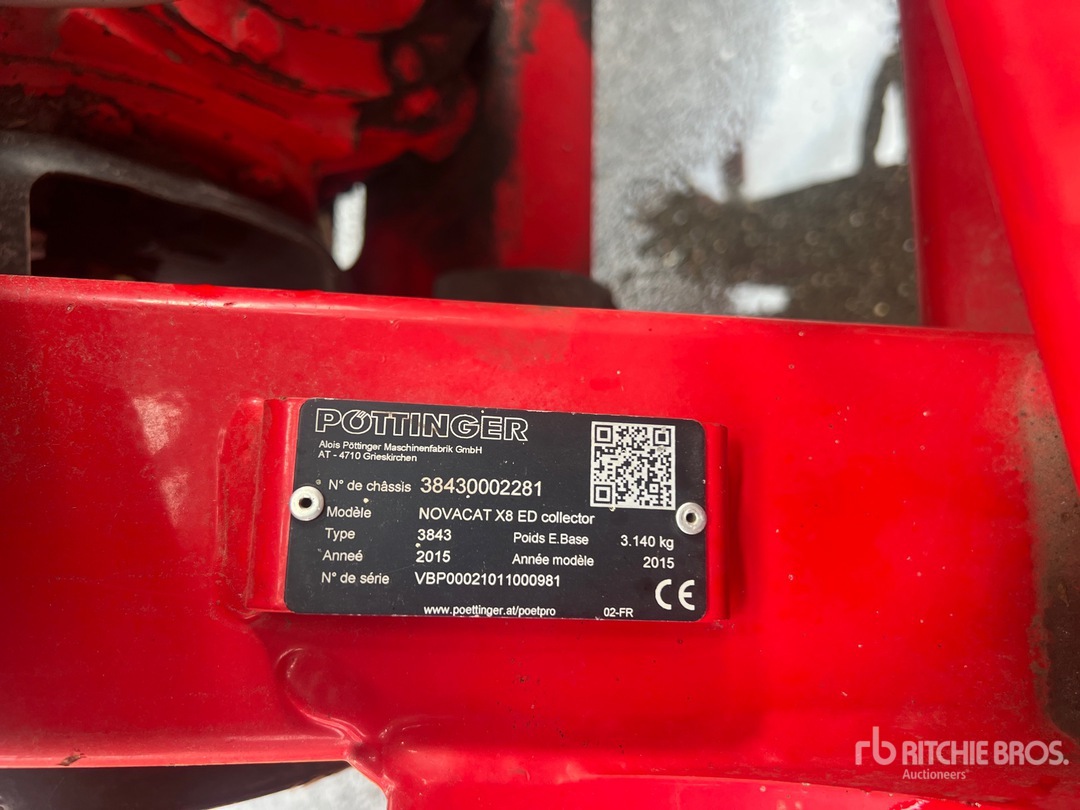 PÖTTINGER
Alois Pöttinger Maschinenfabrik GmbH
AT - 4710 Grieskirchen
N° de châssis 38430002281
Modèle NOVACAT X8 ED collector
Type 3843 Poids E.Base 3.140 kg
Anneé 2015 Année modèle 2015
N° de série VBP00021011000981
CE
www.poettinger.at/poetpro 02-FR
rb RITCHIE BROS.
Auctioneers